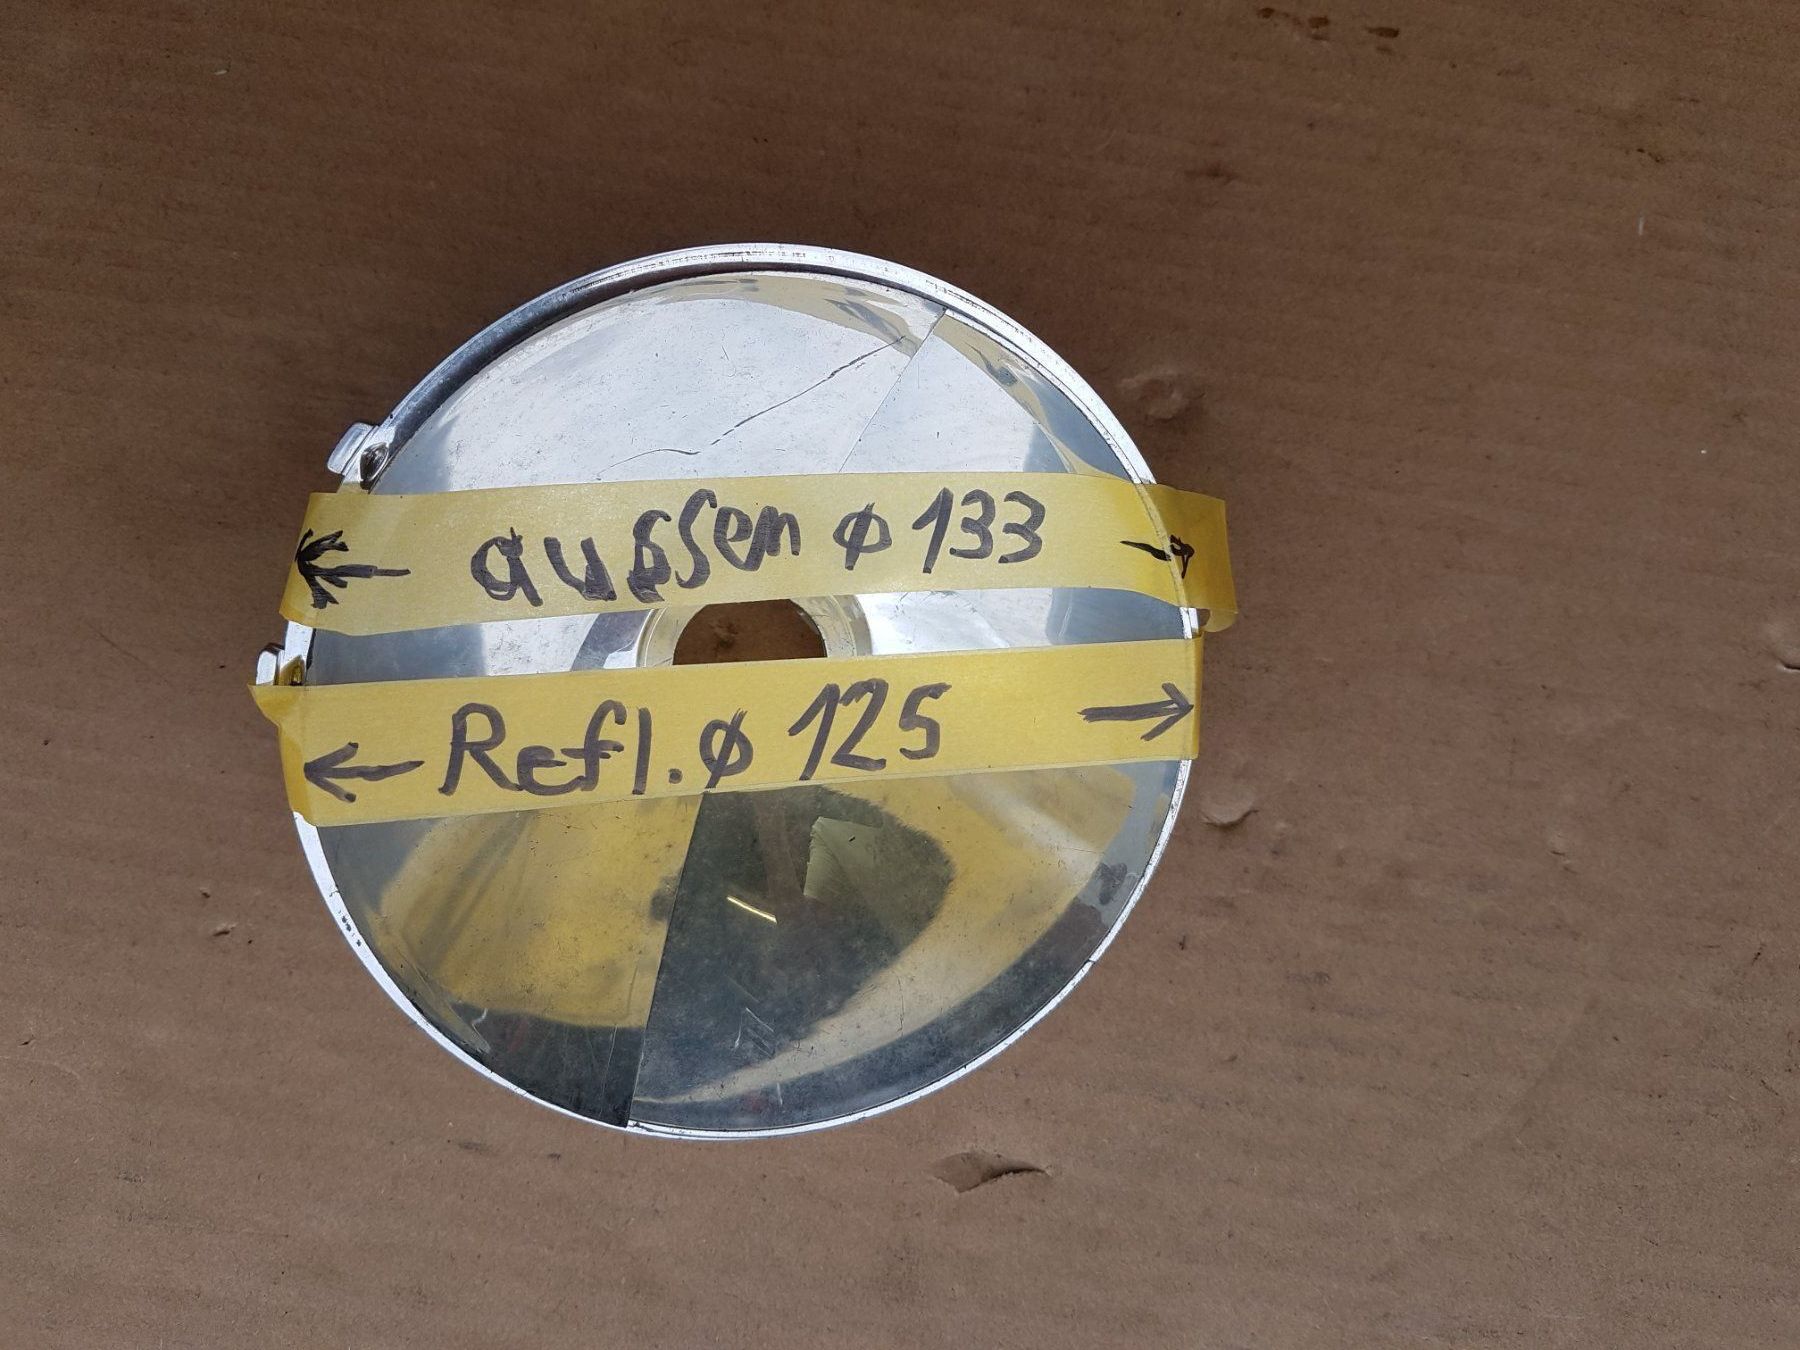 ← aussen ϕ 133 →
← Refl. ϕ 125 →